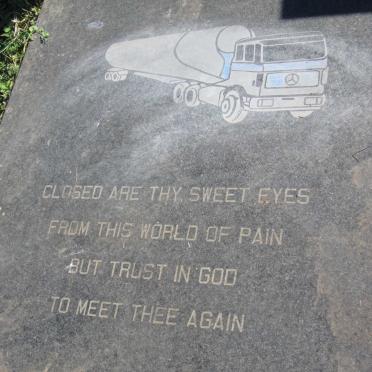 CLOSED ARE THY SWEET EYES
FROM THIS WORLD OF PAIN
BUT TRUST IN GOD
TO MEET THEE AGAIN